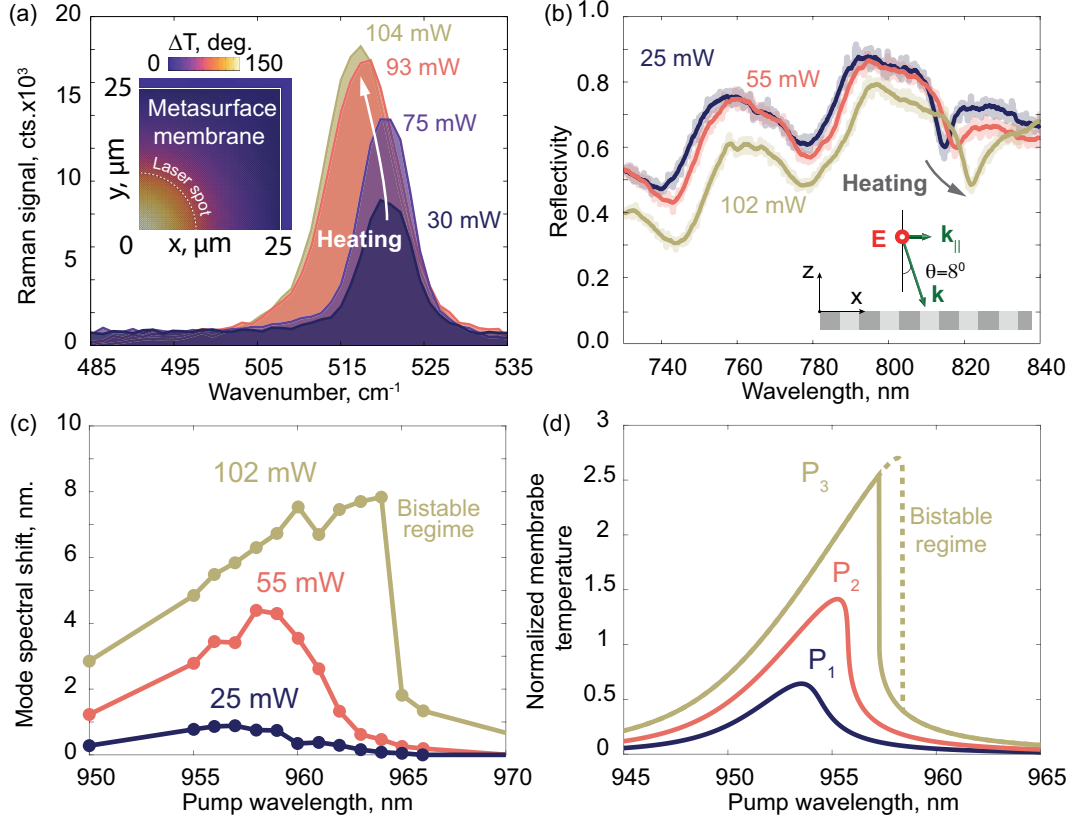 (a)
20
15
10
5
0
Raman signal, cts.x10³
485 495 505 515 525 535
Wavenumber, cm⁻¹
104 mW
93 mW
75 mW
30 mW
Heating
ΔT, deg.
0 150
25
Metasurface
membrane
Laser spot
y, μm
0
x, μm
25
(b)
1.0
0.8
0.6
0.4
0.2
0.0
Reflectivity
740 760 780 800 820 840
Wavelength, nm
25 mW
55 mW
102 mW
Heating
E
k||
θ=8⁰
k
z
x
(c)
10
8
6
4
2
0
Mode spectral shift, nm.
950 955 960 965 970
Pump wavelength, nm
102 mW
55 mW
25 mW
Bistable
regime
(d)
3
2.5
2
1.5
1
0.5
0
Normalized membrabe
temperature
945 950 955 960 965
Pump wavelength, nm
P₃
P₂
P₁
Bistable
regime